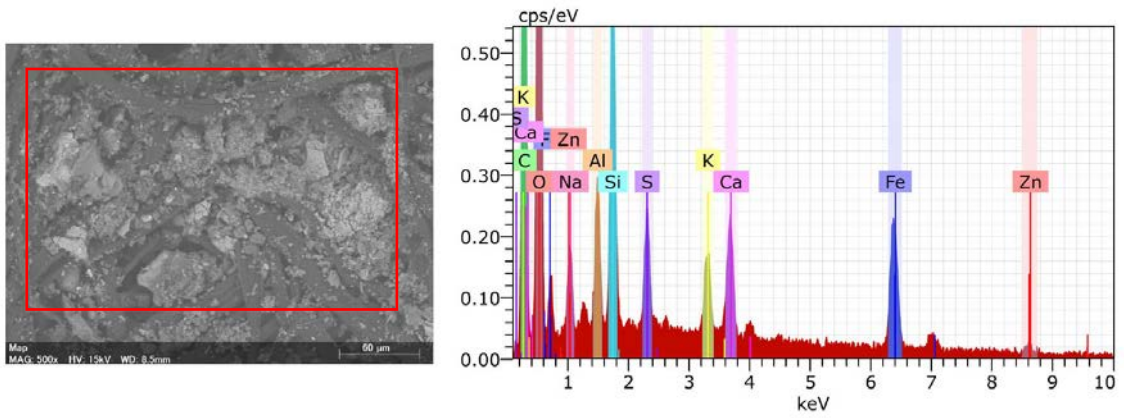 Map
MAG: 500x HV: 15kV WD: 8.5mm
60 µm
cps/eV
0.50
0.40
0.30
0.20
0.10
0.00
K
S
Ca
F Zn
C
Al
K
O Na Si S Ca Fe Zn
1 2 3 4 5 6 7 8 9 10
keV